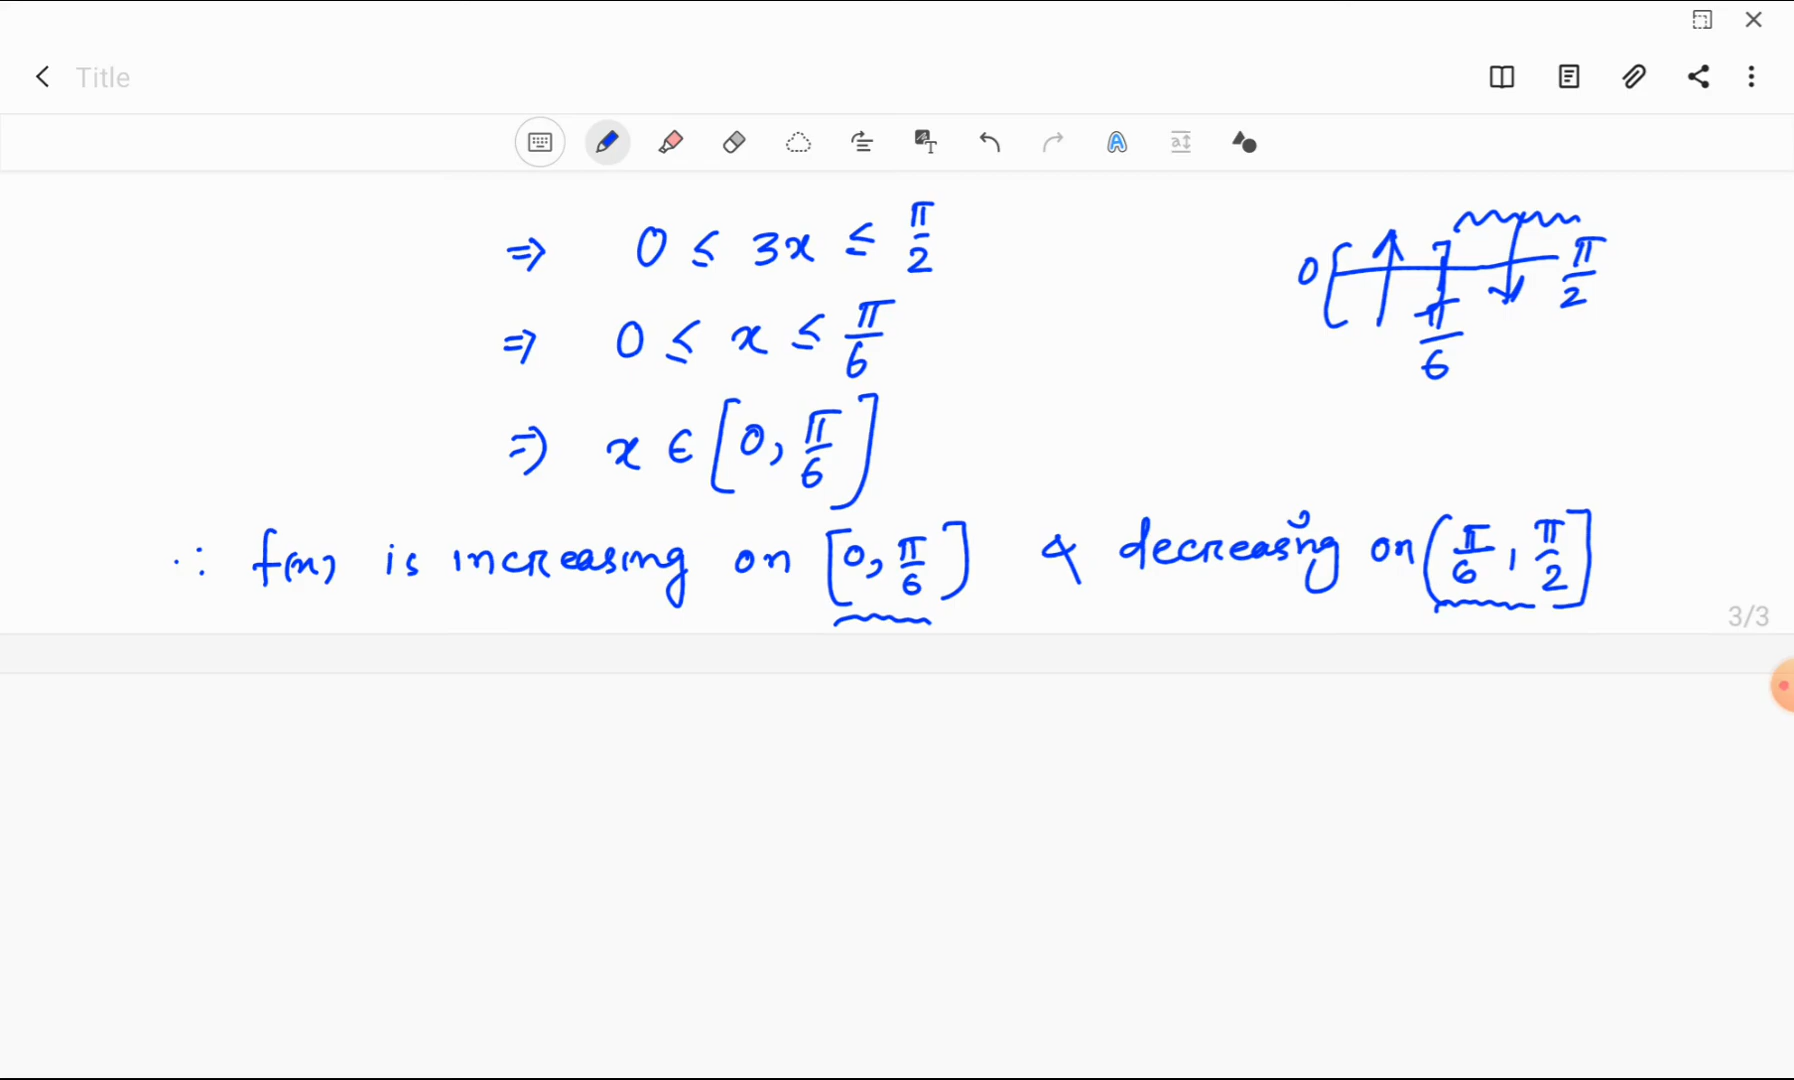 Title
⇒ 0 ≤ 3x ≤ π/2
⇒ 0 ≤ x ≤ π/6
⇒ x ∈ [0, π/6]
0 π/6 π/2
∴ f(x) is increasing on [0, π/6] & decreasing on (π/6, π/2]
3/3